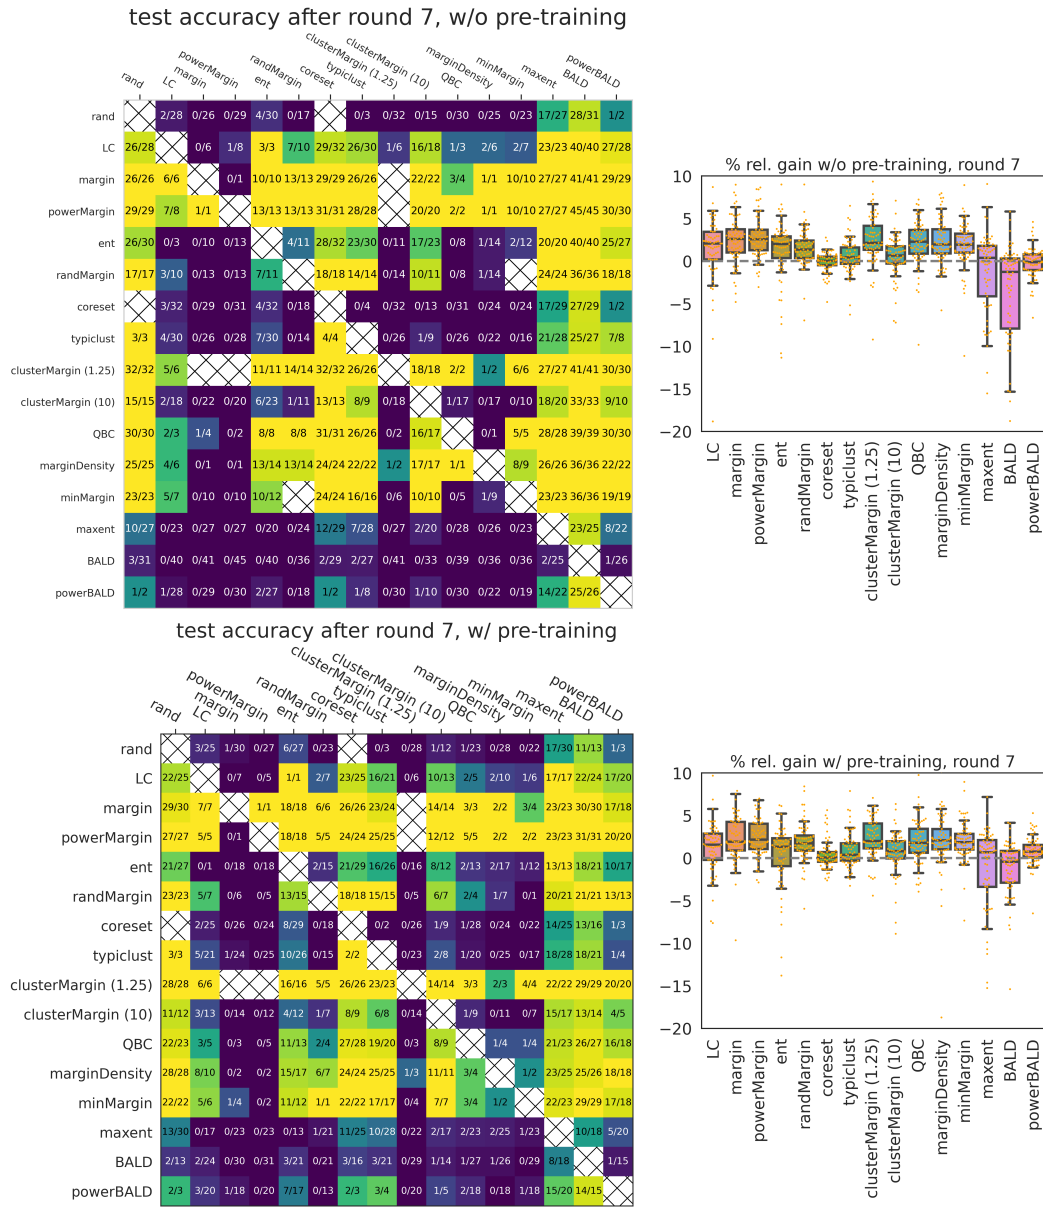 test accuracy after round 7, w/o pre-training
rand LC margin powerMargin ent randMargin coreset typiclust clusterMargin (1.25) clusterMargin (10) QBC marginDensity minMargin maxent BALD powerBALD
rand 2/28 0/26 0/29 4/30 0/17 0/3 0/32 0/15 0/30 0/25 0/23 17/27 28/31 1/2
LC 26/28 0/6 1/8 3/3 7/10 29/32 26/30 1/6 16/18 1/3 2/6 2/7 23/23 40/40 27/28
margin 26/26 6/6 0/1 10/10 13/13 29/29 26/26 22/22 3/4 1/1 10/10 27/27 41/41 29/29
powerMargin 29/29 7/8 1/1 13/13 13/13 31/31 28/28 20/20 2/2 1/1 10/10 27/27 45/45 30/30
ent 26/30 0/3 0/10 0/13 4/11 28/32 23/30 0/11 17/23 0/8 1/14 2/12 20/20 40/40 25/27
randMargin 17/17 3/10 0/13 0/13 7/11 18/18 14/14 0/14 10/11 0/8 1/14 24/24 36/36 18/18
coreset 3/32 0/29 0/31 4/32 0/18 0/4 0/32 0/13 0/31 0/24 0/24 17/29 27/29 1/2
typiclust 3/3 4/30 0/26 0/28 7/30 0/14 4/4 0/26 1/9 0/26 0/22 0/16 21/28 25/27 7/8
clusterMargin (1.25) 32/32 5/6 11/11 14/14 32/32 26/26 18/18 2/2 1/2 6/6 27/27 41/41 30/30
clusterMargin (10) 15/15 2/18 0/22 0/20 6/23 1/11 13/13 8/9 0/18 1/17 0/17 0/10 18/20 33/33 9/10
QBC 30/30 2/3 1/4 0/2 8/8 8/8 31/31 26/26 0/2 16/17 0/1 5/5 28/28 39/39 30/30
marginDensity 25/25 4/6 0/1 0/1 13/14 13/14 24/24 22/22 1/2 17/17 1/1 8/9 26/26 36/36 22/22
minMargin 23/23 5/7 0/10 0/10 10/12 24/24 16/16 0/6 10/10 0/5 1/9 23/23 36/36 19/19
maxent 10/27 0/23 0/27 0/27 0/20 0/24 12/29 7/28 0/27 2/20 0/28 0/26 0/23 23/25 8/22
BALD 3/31 0/40 0/41 0/45 0/40 0/36 2/29 2/27 0/41 0/33 0/39 0/36 0/36 2/25 1/26
powerBALD 1/2 1/28 0/29 0/30 2/27 0/18 1/2 1/8 0/30 1/10 0/30 0/22 0/19 14/22 25/26
% rel. gain w/o pre-training, round 7
10
5
0
−5
−10
−15
−20
LC margin powerMargin ent randMargin coreset typiclust clusterMargin (1.25) clusterMargin (10) QBC marginDensity minMargin maxent BALD powerBALD
test accuracy after round 7, w/ pre-training
rand LC margin powerMargin ent randMargin coreset typiclust clusterMargin (1.25) clusterMargin (10) QBC marginDensity minMargin maxent BALD powerBALD
rand 3/25 1/30 0/27 6/27 0/23 0/3 0/28 1/12 1/23 0/28 0/22 17/30 11/13 1/3
LC 22/25 0/7 0/5 1/1 2/7 23/25 16/21 0/6 10/13 2/5 2/10 1/6 17/17 22/24 17/20
margin 29/30 7/7 1/1 18/18 6/6 26/26 23/24 14/14 3/3 2/2 3/4 23/23 30/30 17/18
powerMargin 27/27 5/5 0/1 18/18 5/5 24/24 25/25 12/12 5/5 2/2 2/2 23/23 31/31 20/20
ent 21/27 0/1 0/18 0/18 2/15 21/29 16/26 0/16 8/12 2/13 2/17 1/12 13/13 18/21 10/17
randMargin 23/23 5/7 0/6 0/5 13/15 18/18 15/15 0/5 6/7 2/4 1/7 0/1 20/21 21/21 13/13
coreset 2/25 0/26 0/24 8/29 0/18 0/2 0/26 1/9 1/28 0/24 0/22 14/25 13/16 1/3
typiclust 3/3 5/21 1/24 0/25 10/26 0/15 2/2 0/23 2/8 1/20 0/25 0/17 18/28 18/21 1/4
clusterMargin (1.25) 28/28 6/6 16/16 5/5 26/26 23/23 14/14 3/3 2/3 4/4 22/22 29/29 20/20
clusterMargin (10) 11/12 3/13 0/14 0/12 4/12 1/7 8/9 6/8 0/14 1/9 0/11 0/7 15/17 13/14 4/5
QBC 22/23 3/5 0/3 0/5 11/13 2/4 27/28 19/20 0/3 8/9 1/4 1/4 21/23 26/27 16/18
marginDensity 28/28 8/10 0/2 0/2 15/17 6/7 24/24 25/25 1/3 11/11 3/4 1/2 23/25 25/26 18/18
minMargin 22/22 5/6 1/4 0/2 11/12 1/1 22/22 17/17 0/4 7/7 3/4 1/2 22/23 29/29 17/18
maxent 13/30 0/17 0/23 0/23 0/13 1/21 11/25 10/28 0/22 2/17 2/23 2/25 1/23 10/18 5/20
BALD 2/13 2/24 0/30 0/31 3/21 0/21 3/16 3/21 0/29 1/14 1/27 1/26 0/29 8/18 1/15
powerBALD 2/3 3/20 1/18 0/20 7/17 0/13 2/3 3/4 0/20 1/5 2/18 0/18 1/18 15/20 14/15
% rel. gain w/ pre-training, round 7
10
5
0
−5
−10
−15
−20
LC margin powerMargin ent randMargin coreset typiclust clusterMargin (1.25) clusterMargin (10) QBC marginDensity minMargin maxent BALD powerBALD